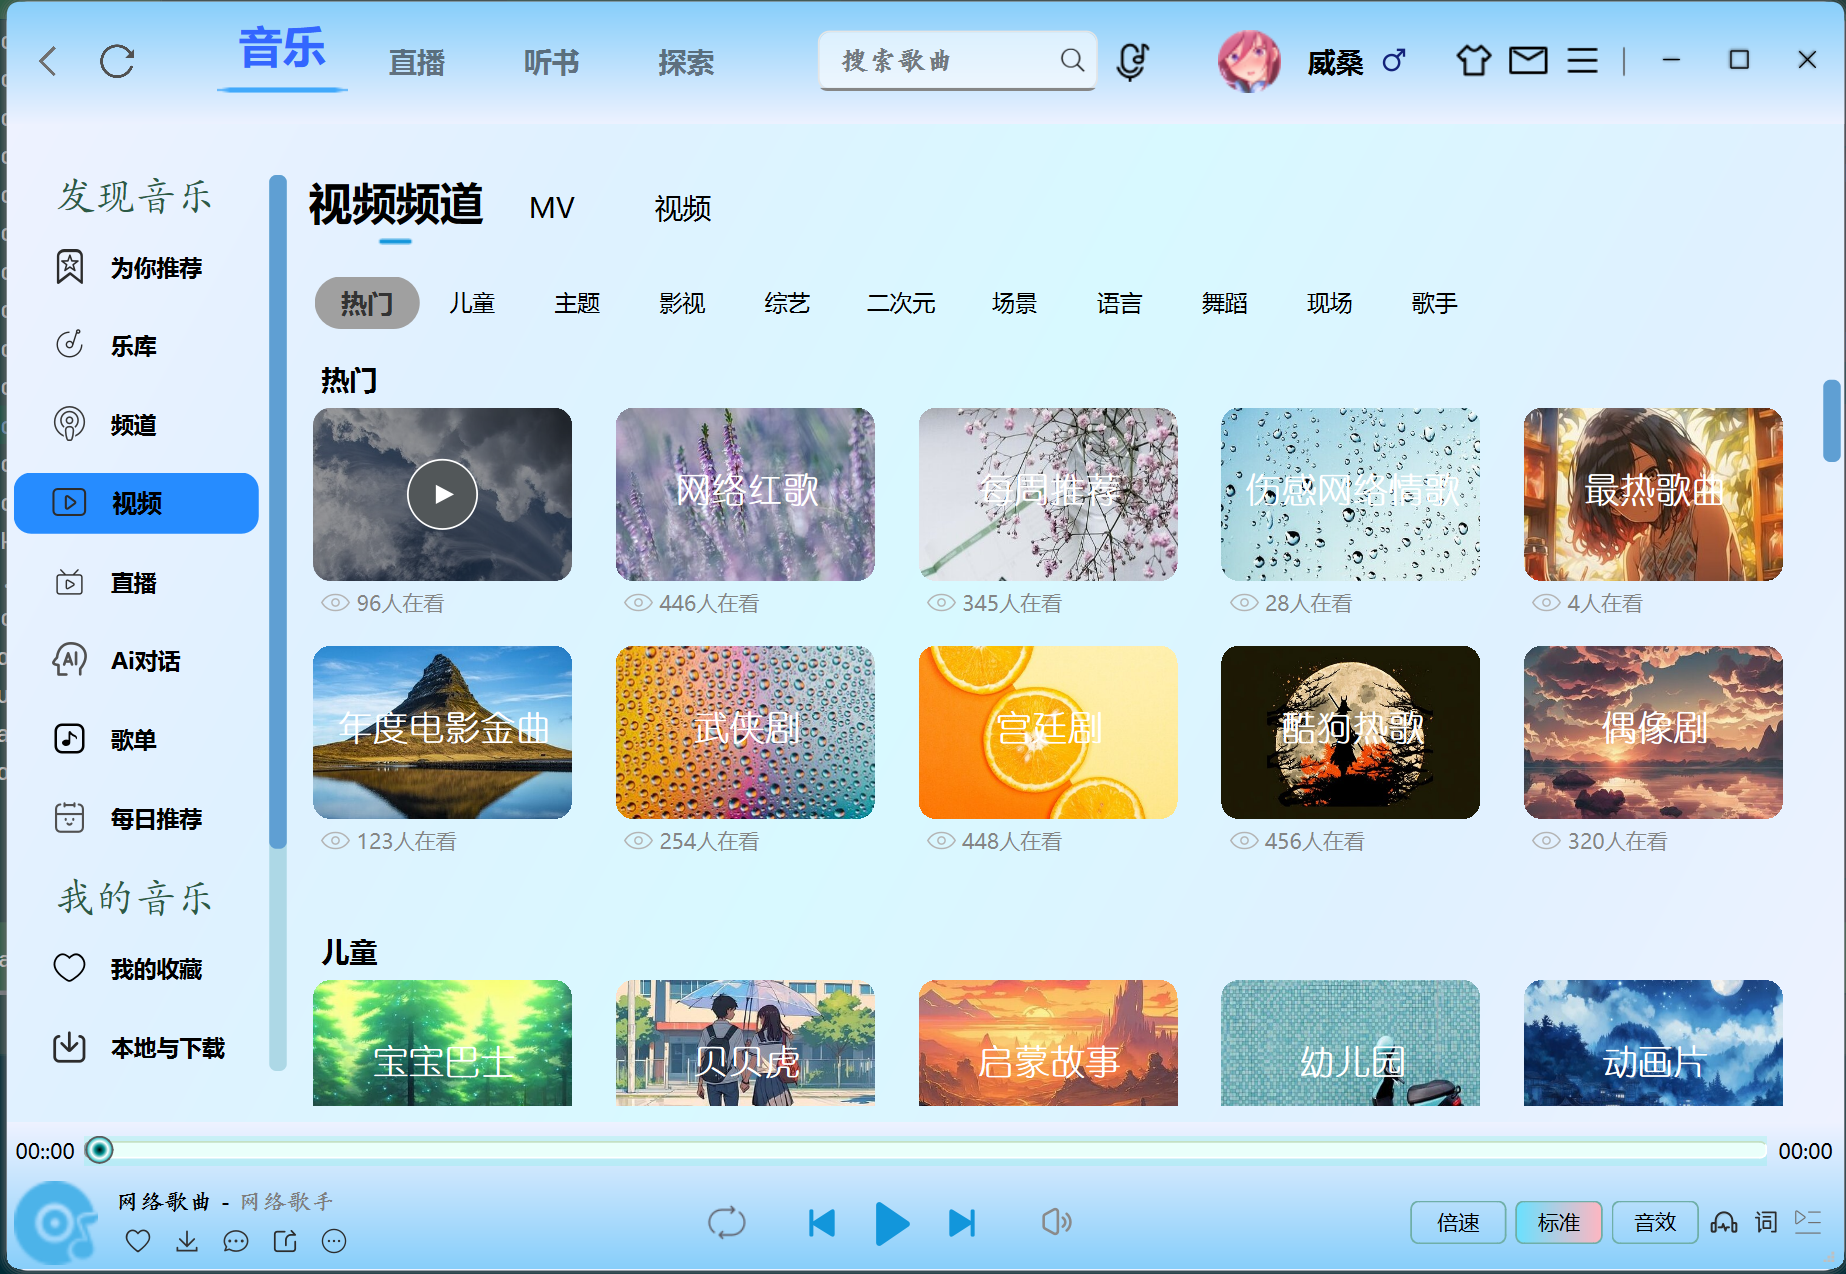 音乐 直播 听书 探索 搜索歌曲 威桑
发现音乐
为你推荐
乐库
频道
视频
直播
Ai对话
歌单
每日推荐
我的音乐
我的收藏
本地与下载
视频频道 MV 视频
热门 儿童 主题 影视 综艺 二次元 场景 语言 舞蹈 现场 歌手
热门
网络红歌 每周推荐 伤感网络情歌 最热歌曲
96人在看 446人在看 345人在看 28人在看 4人在看
年度电影金曲 武侠剧 宫廷剧 酷狗热歌 偶像剧
123人在看 254人在看 448人在看 456人在看 320人在看
儿童
宝宝巴士 贝贝虎 启蒙故事 幼儿园 动画片
00::00 00:00
网络歌曲 - 网络歌手
倍速 标准 音效 词